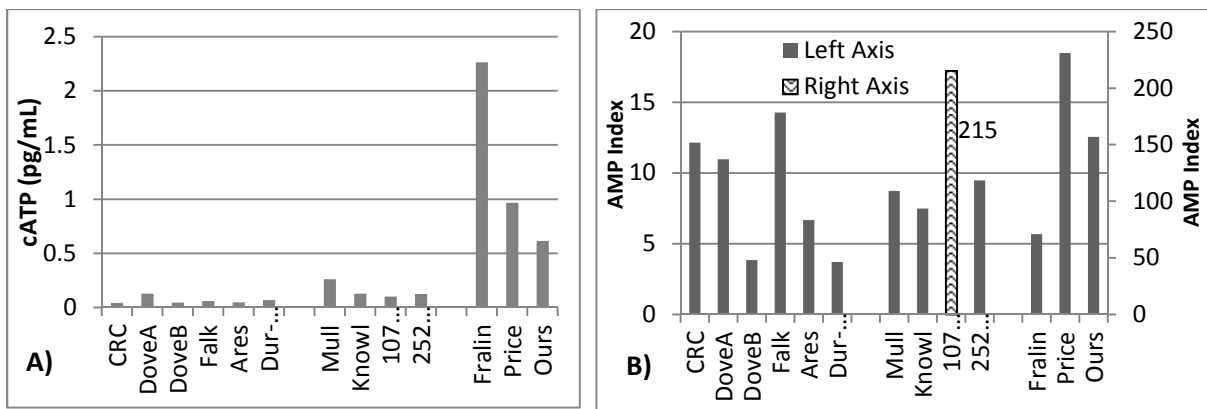 2.5
2
1.5
1
0.5
0
cATP (pg/mL)
CRC
DoveA
DoveB
Falk
Ares
Dur-...
Mull
Knowl
107...
252...
Fralin
Price
Ours
A)
20
15
10
5
0
AMP Index
Left Axis
Right Axis
215
250
200
150
100
50
0
AMP Index
CRC
DoveA
DoveB
Falk
Ares
Dur-...
Mull
Knowl
107...
252...
Fralin
Price
Ours
B)